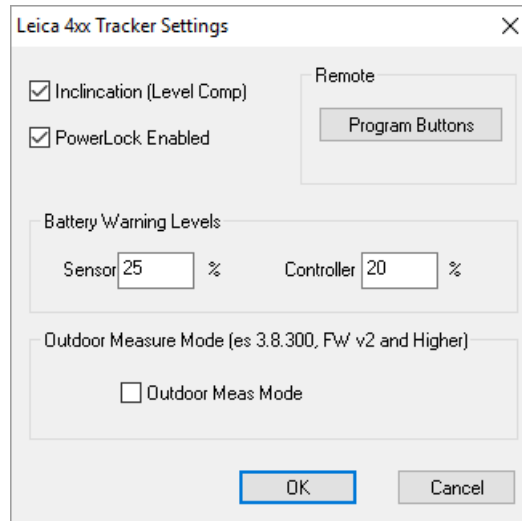 Leica 4xx Tracker Settings
Inclincation (Level Comp)
PowerLock Enabled
Remote
Program Buttons
Battery Warning Levels
Sensor 25 % Controller 20 %
Outdoor Measure Mode (es 3.8.300, FW v2 and Higher)
Outdoor Meas Mode
OK Cancel